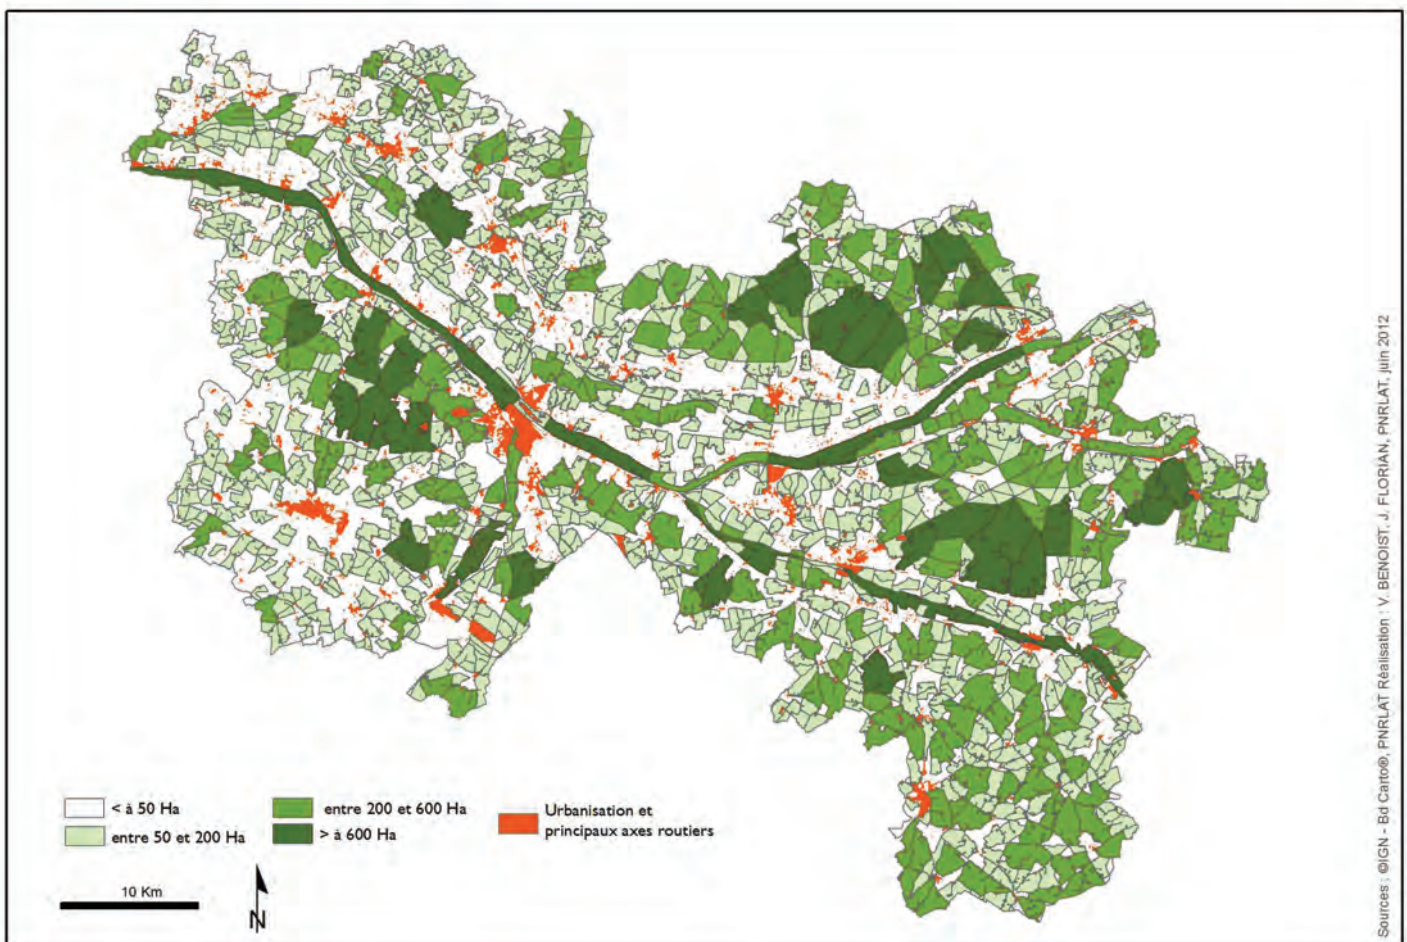 < à 50 Ha
entre 50 et 200 Ha
entre 200 et 600 Ha
> à 600 Ha
Urbanisation et
principaux axes routiers
10 Km
N
Sources : ©IGN - Bd Carto®, PNRLAT Réalisation : V. BENOIST, J. FLORIAN, PNRLAT, juin 2012